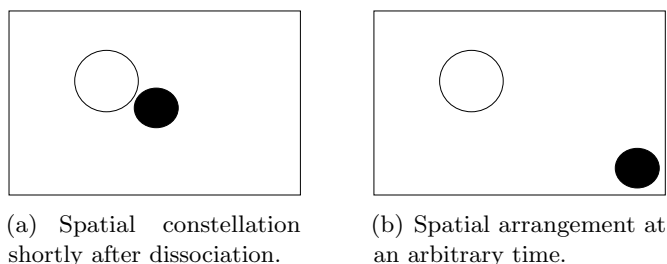 (a) Spatial constellation
shortly after dissociation.
(b) Spatial arrangement at
an arbitrary time.